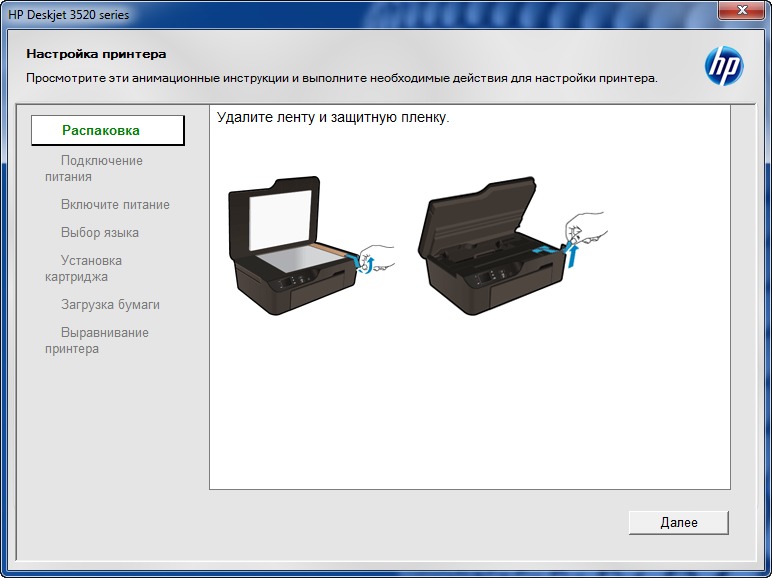 HP Deskjet 3520 series
Настройка принтера
Просмотрите эти анимационные инструкции и выполните необходимые действия для настройки принтера.
hp
Распаковка
Подключение
питания
Включите питание
Выбор языка
Установка
картриджа
Загрузка бумаги
Выравнивание
принтера
Удалите ленту и защитную пленку.
Далее